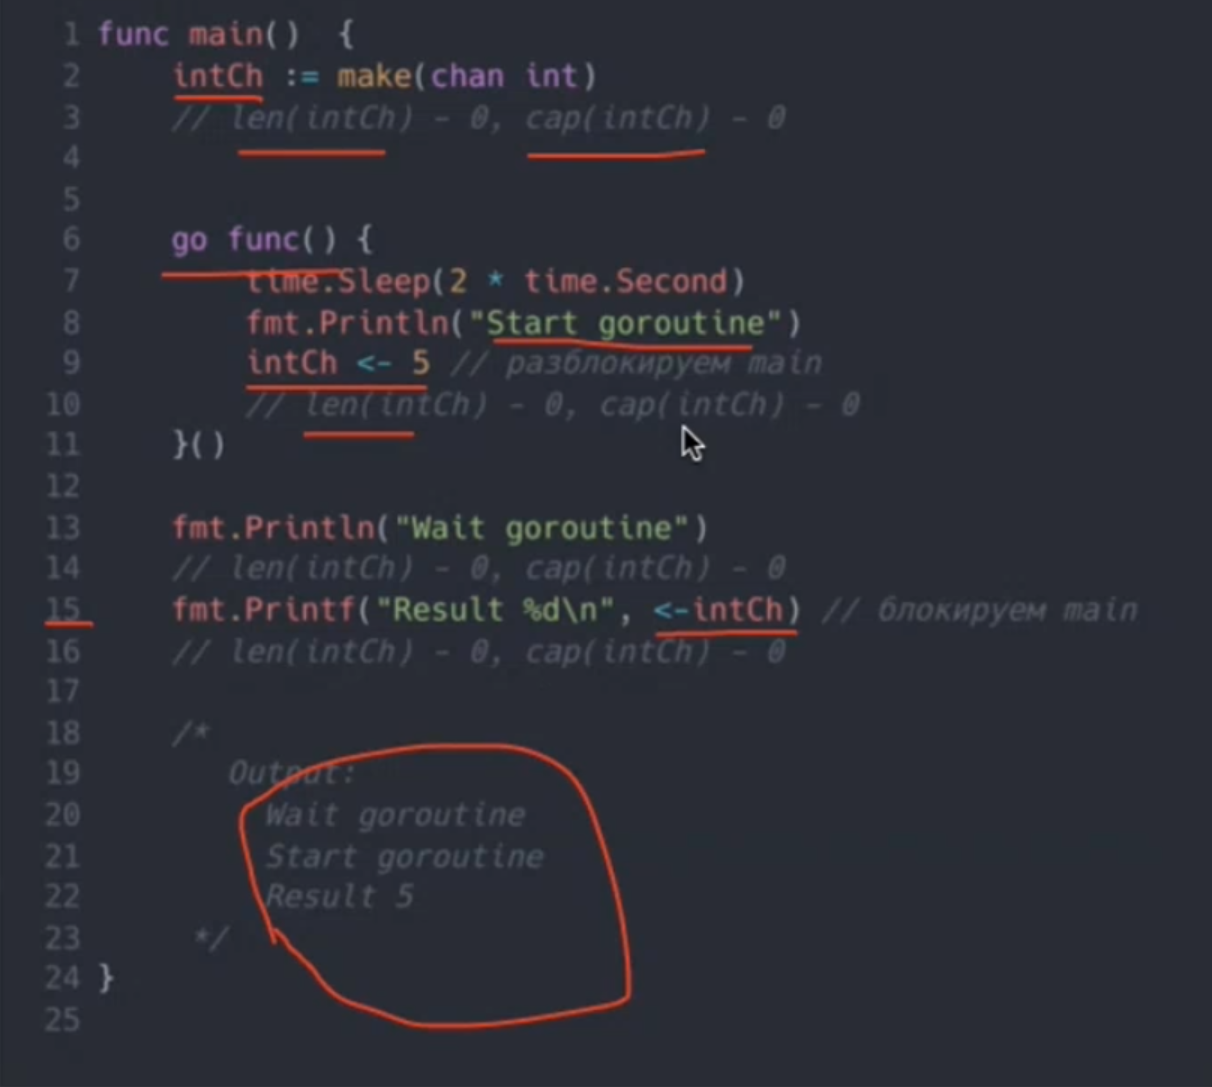 1 func main()  {
2     intCh := make(chan int)
3     // len(intCh) - 0, cap(intCh) - 0
4
5
6     go func() {
7         time.Sleep(2 * time.Second)
8         fmt.Println("Start goroutine")
9         intCh <- 5 // разблокируем main
10         // len(intCh) - 0, cap(intCh) - 0
11     }()
12
13     fmt.Println("Wait goroutine")
14     // len(intCh) - 0, cap(intCh) - 0
15     fmt.Printf("Result %d\n", <-intCh) // блокируем main
16     // len(intCh) - 0, cap(intCh) - 0
17
18     /*
19        Output:
20          Wait goroutine
21          Start goroutine
22          Result 5
23      */
24 }
25